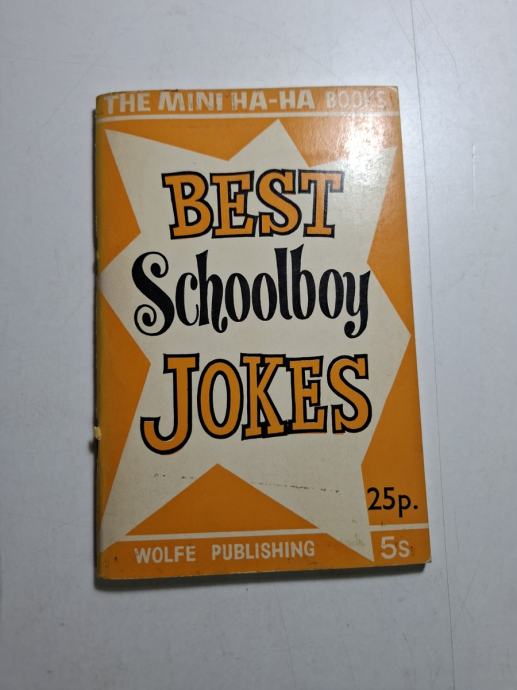 THE MINI HA-HA BOOKS
BEST
Schoolboy
JOKES
25p.
WOLFE PUBLISHING 5s